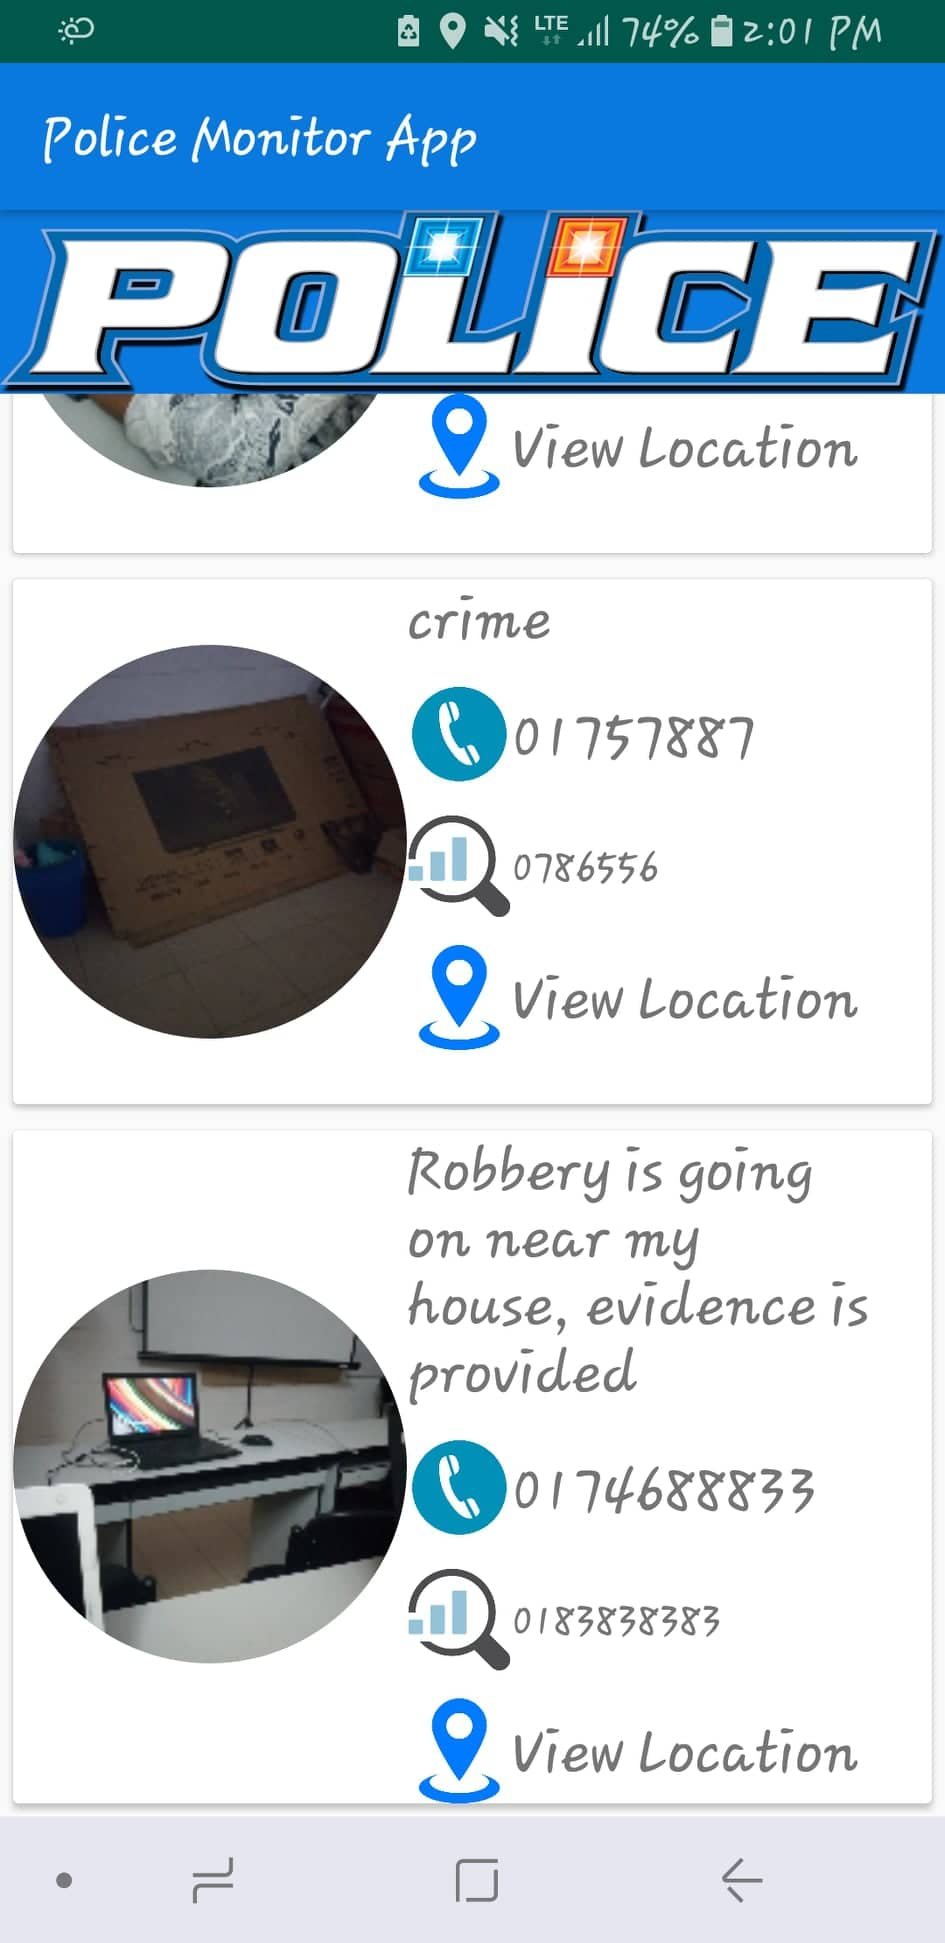 LTE 74% 2:01 PM
Police Monitor App
POLiCE
View Location
crime
01757887
0786556
View Location
Robbery is going
on near my
house, evidence is
provided
0174688833
0183838383
View Location